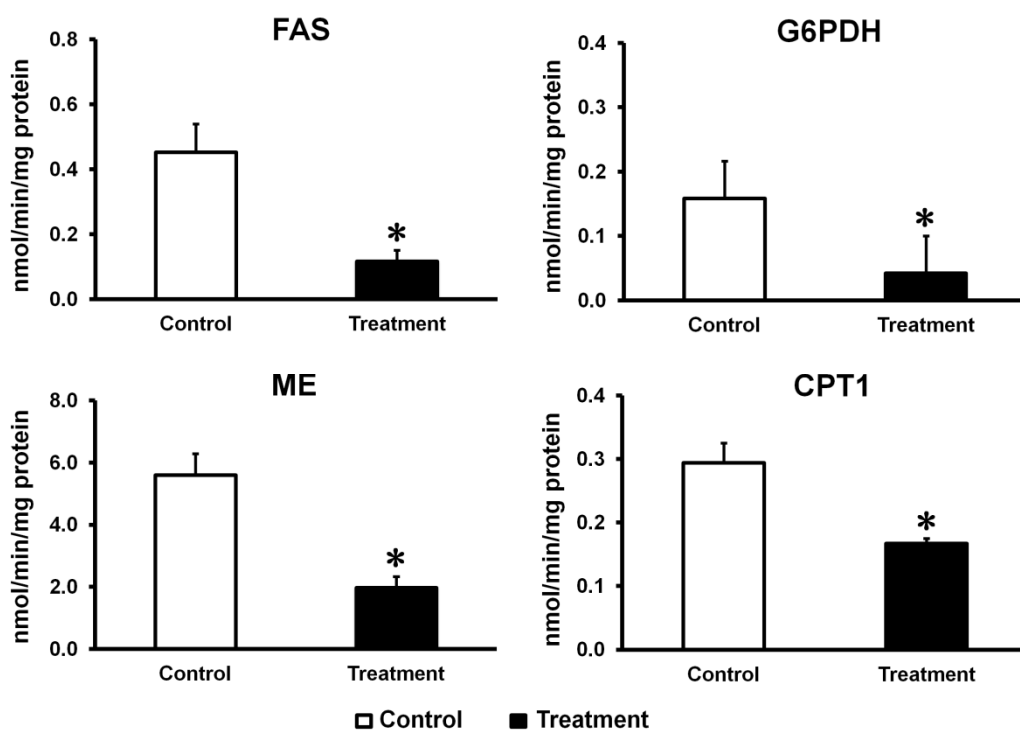 FAS
nmol/min/mg protein
0.8
0.6
0.4
0.2
0.0
*
Control
Treatment
G6PDH
nmol/min/mg protein
0.4
0.3
0.2
0.1
0.0
*
Control
Treatment
ME
nmol/min/mg protein
8.0
6.0
4.0
2.0
0.0
*
Control
Treatment
CPT1
nmol/min/mg protein
0.4
0.3
0.2
0.1
0.0
*
Control
Treatment
Control
Treatment